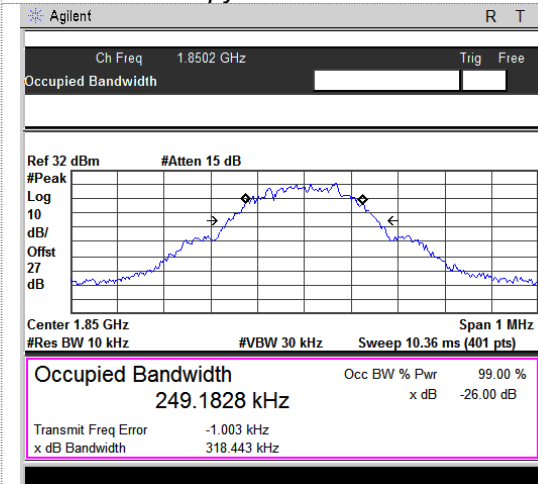 Agilent R T
Ch Freq 1.8502 GHz Trig Free
Occupied Bandwidth
Ref 32 dBm #Atten 15 dB
#Peak
Log
10
dB/
Offst
27
dB
Center 1.85 GHz Span 1 MHz
#Res BW 10 kHz #VBW 30 kHz Sweep 10.36 ms (401 pts)
Occupied Bandwidth Occ BW % Pwr 99.00 %
249.1828 kHz x dB -26.00 dB
Transmit Freq Error -1.003 kHz
x dB Bandwidth 318.443 kHz